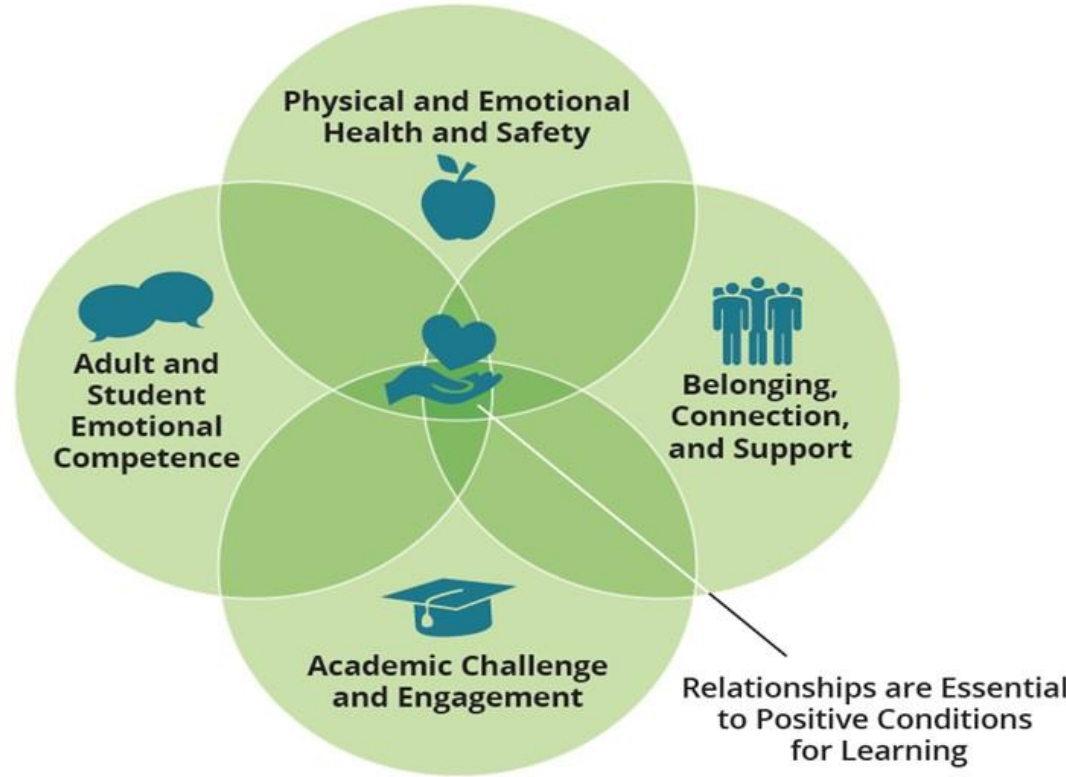 Physical and Emotional
Health and Safety
Adult and
Student
Emotional
Competence
Belonging,
Connection,
and Support
Academic Challenge
and Engagement
Relationships are Essential
to Positive Conditions
for Learning